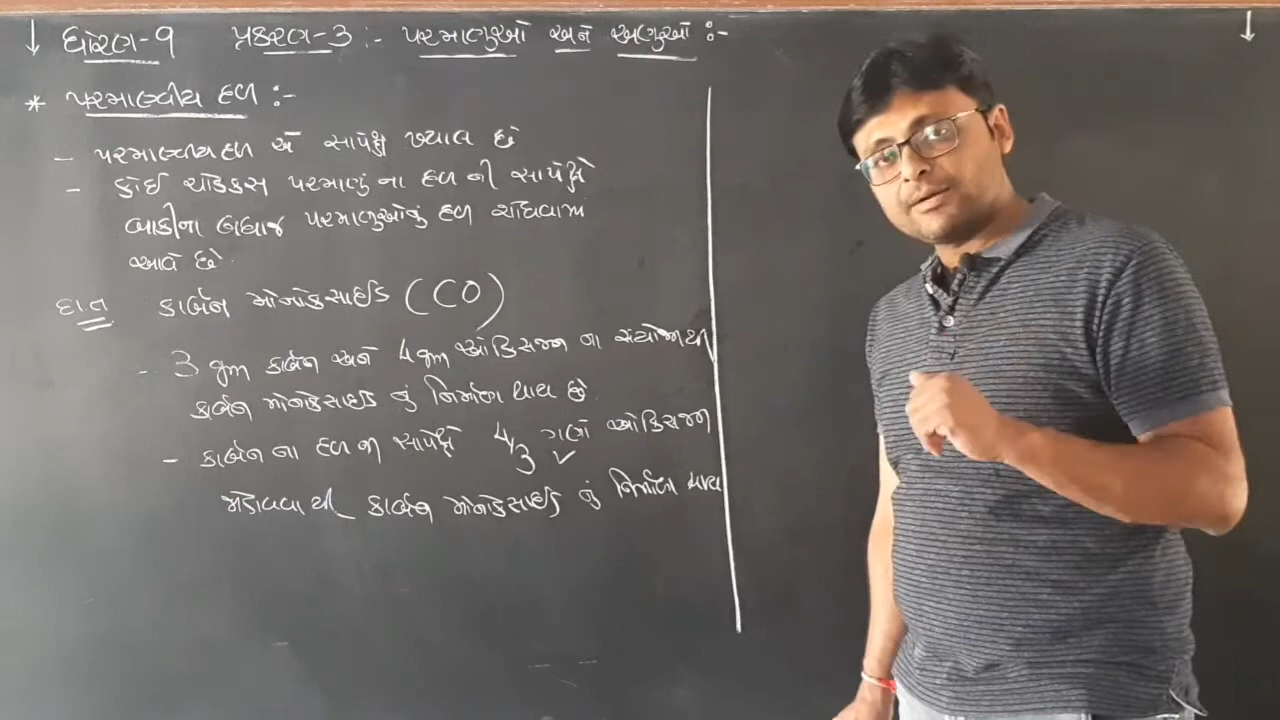 ધોરણ-9 પ્રકરણ-3 :- પરમાણુઓ અને અણુઓ :-
* પરમાણ્વીય દળ :-
- પરમાણ્વીય દળ એ સાપેક્ષ ખ્યાલ છે
- કોઈ ચોક્કસ પરમાણું ના દળ ની સાપેક્ષે
બાકીના બધાજ પરમાણુઓનું દળ શોધવામાં
આવે છે.
દા.ત કાર્બન મોનોક્સાઈડ (CO)
- 3 gm કાર્બન અને 4 gm ઓક્સિજન ના સંયોજનથી
કાર્બન મોનોક્સાઈડ નું નિર્માણ થાય છે.
- કાર્બન ના દળ ની સાપેક્ષે 4/3 ગણો ઓક્સિજન
મેળવવા થી કાર્બન મોનોક્સાઈડ નું નિર્માણ થાય